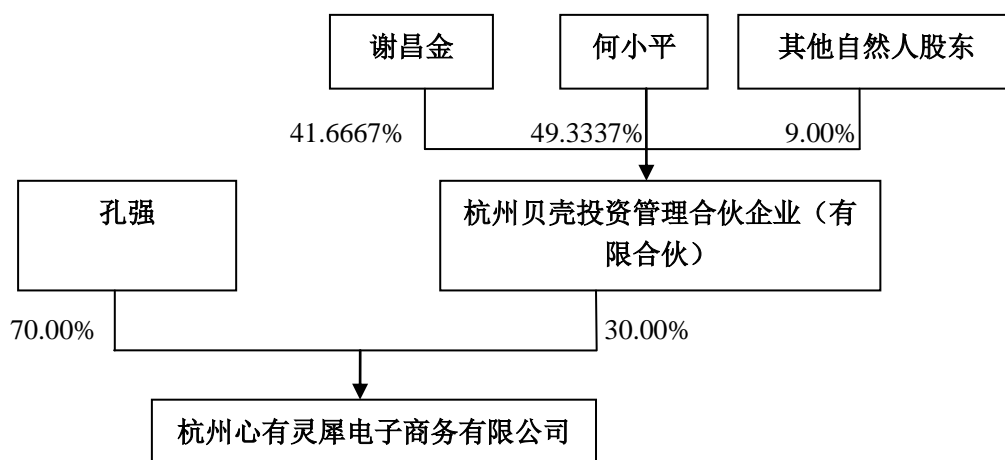 谢昌金
何小平
其他自然人股东
41.6667%
49.3337%
9.00%
孔强
杭州贝壳投资管理合伙企业（有
限合伙）
70.00%
30.00%
杭州心有灵犀电子商务有限公司